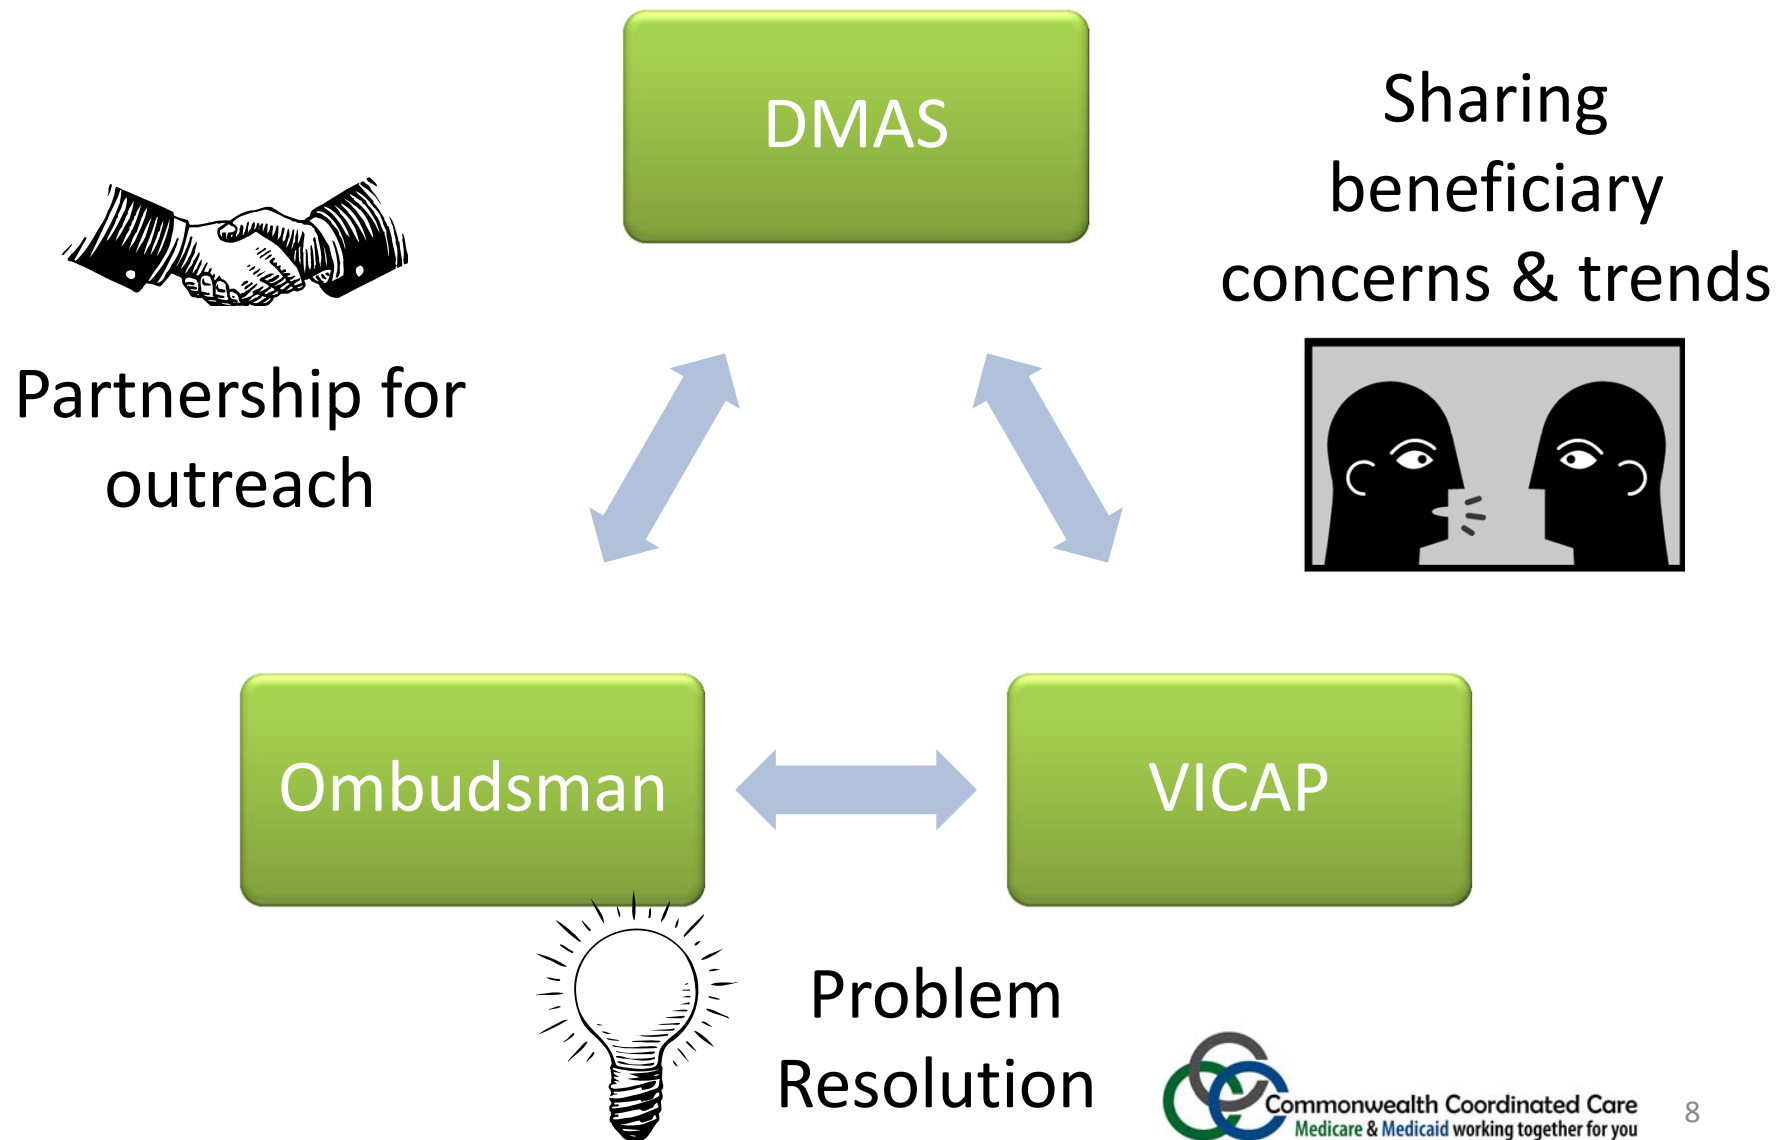 DMAS
Sharing
beneficiary
concerns & trends
Partnership for
outreach
Ombudsman
VICAP
Problem
Resolution
Commonwealth Coordinated Care
Medicare & Medicaid working together for you
8